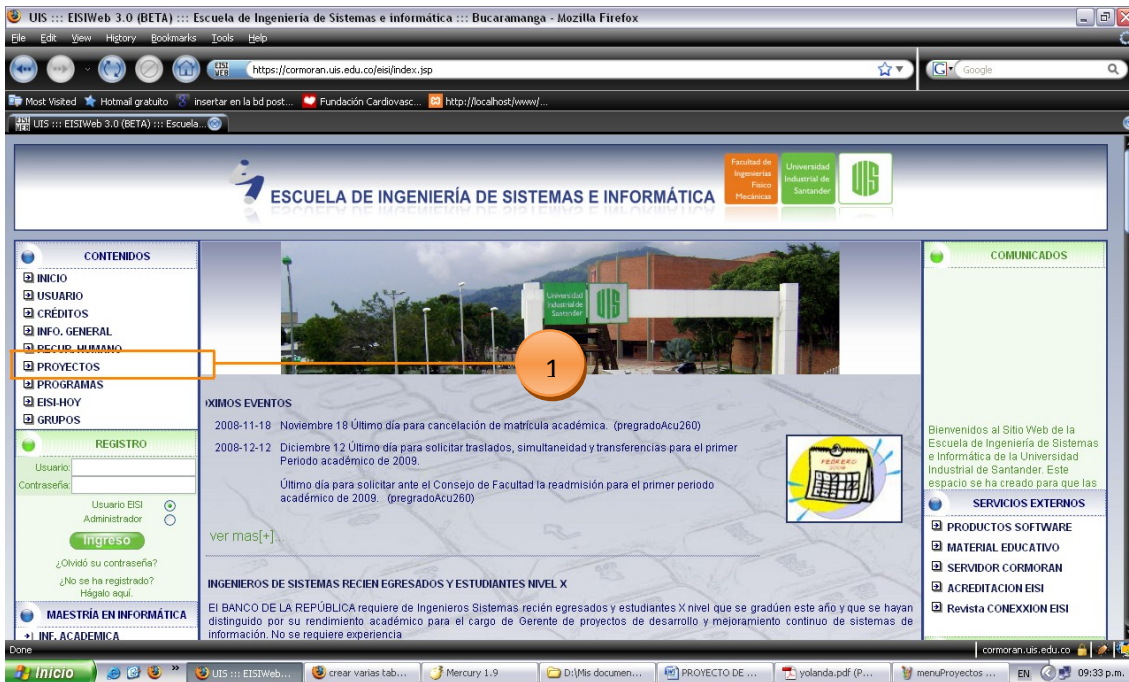 UIS ::: EISIWeb 3.0 (BETA) ::: Escuela de Ingeniería de Sistemas e informática ::: Bucaramanga - Mozilla Firefox
File Edit View History Bookmarks Tools Help
EISI WEB https://cormoran.uis.edu.co/eisi/index.jsp
Google
Most Visited Hotmail gratuito insertar en la bd post... Fundación Cardiovasc... http://localhost/www/...
UIS ::: EISIWeb 3.0 (BETA) ::: Escuela...
ESCUELA DE INGENIERÍA DE SISTEMAS E INFORMÁTICA
Facultad de
Ingenierías
Físico
Mecánicas
Universidad
Industrial de
Santander
UIS
CONTENIDOS
INICIO
USUARIO
CRÉDITOS
INFO. GENERAL
RECUR. HUMANO
PROYECTOS
PROGRAMAS
EISI-HOY
GRUPOS
REGISTRO
Usuario:
Contraseña:
Usuario EISI
Administrador
Ingreso
¿Olvidó su contraseña?
¿No se ha registrado?
Hágalo aquí.
MAESTRÍA EN INFORMÁTICA
INF. ACADEMICA
Universidad
Industrial de
Santander
UIS
1
XIMOS EVENTOS
2008-11-18 Noviembre 18 Último día para cancelación de matrícula académica. (pregradoAcu260)
2008-12-12 Diciembre 12 Último día para solicitar traslados, simultaneidad y transferencias para el primer
Periodo académico de 2009.
Último día para solicitar ante el Consejo de Facultad la readmisión para el primer periodo
académico de 2009. (pregradoAcu260)
FEBRERO
ver mas[+]...
INGENIEROS DE SISTEMAS RECIEN EGRESADOS Y ESTUDIANTES NIVEL X
El BANCO DE LA REPÚBLICA requiere de Ingenieros Sistemas recién egresados y estudiantes X nivel que se gradúen este año y que se hayan
distinguido por su rendimiento académico para el cargo de Gerente de proyectos de desarrollo y mejoramiento continuo de sistemas de
información. No se requiere experiencia
COMUNICADOS
Bienvenidos al Sitio Web de la
Escuela de Ingeniería de Sistemas
e Informática de la Universidad
Industrial de Santander. Este
espacio se ha creado para que las
SERVICIOS EXTERNOS
PRODUCTOS SOFTWARE
MATERIAL EDUCATIVO
SERVIDOR CORMORAN
ACREDITACION EISI
Revista CONEXXION EISI
Done
cormoran.uis.edu.co
Inicio
UIS ::: EISIWeb... crear varias tab... Mercury 1.9 D:\Mis documen... PROYECTO DE ... yolanda.pdf (P... menuProyectos ... EN 09:33 p.m.